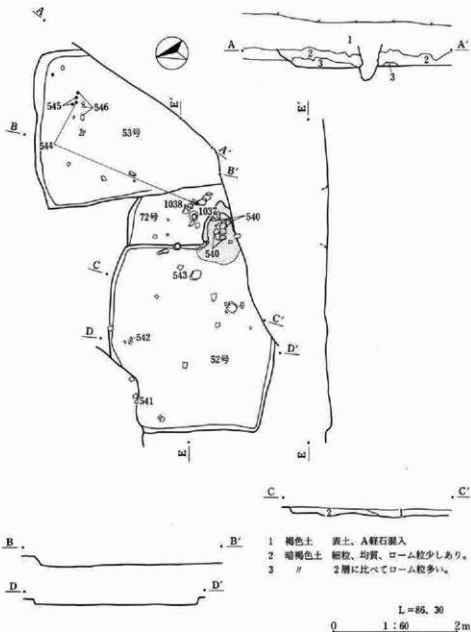 A
A
A'
1
2
2
3
3
E'
E'
545
546
544
2r
53号
B
A'
B'
1038
1037
540
72号
540
543
C
C'
D
D'
542
52号
541
E
E
C
C'
2
1
B
B'
D
D'
1 褐色土 表土、A軽石混入
2 暗褐色土 細粒、均質、ローム粒少しあり。
3 〃 2層に比べてローム粒多い。
L=86.30
0 1:60 2m